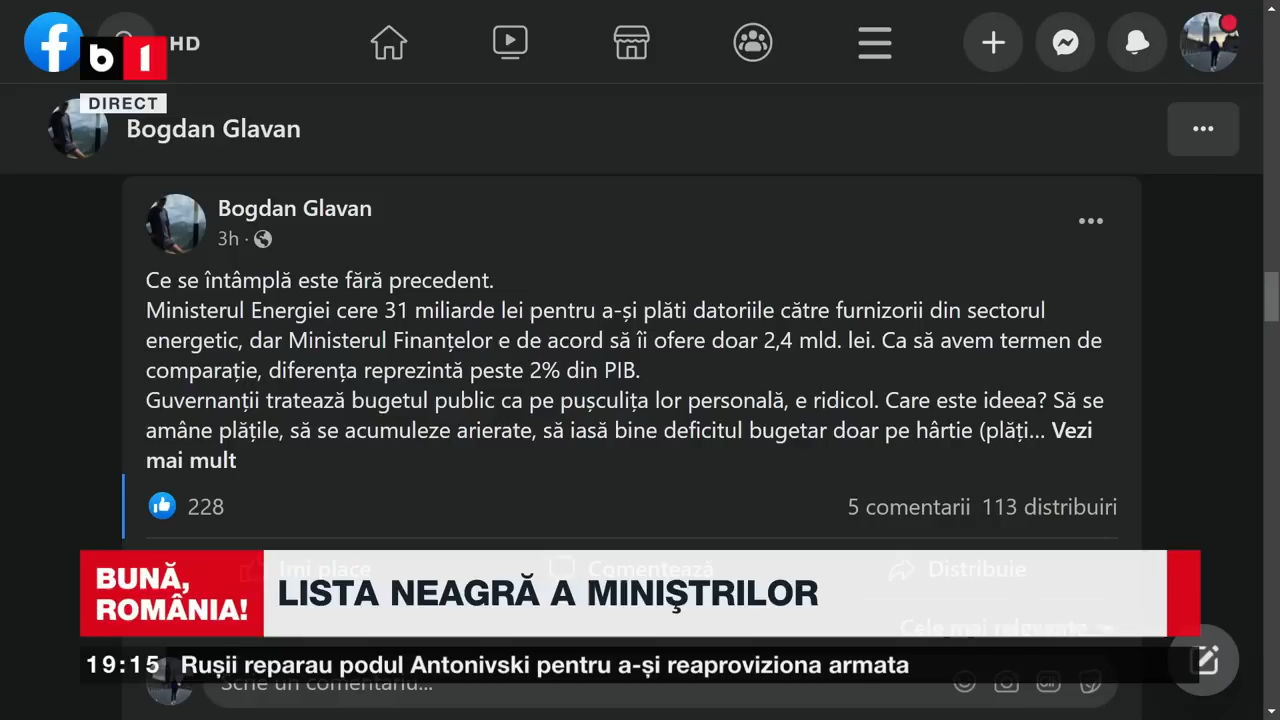 f
HD
b1
DIRECT
Bogdan Glavan
Bogdan Glavan
3h ·
Ce se întâmplă este fără precedent.
Ministerul Energiei cere 31 miliarde lei pentru a-și plăti datoriile către furnizorii din sectorul
energetic, dar Ministerul Finanțelor e de acord să îi ofere doar 2,4 mld. lei. Ca să avem termen de
comparație, diferența reprezintă peste 2% din PIB.
Guvernanții tratează bugetul public ca pe pușculița lor personală, e ridicol. Care este ideea? Să se
amâne plățile, să se acumuleze arierate, să iasă bine deficitul bugetar doar pe hârtie (plăți... Vezi
mai mult
228
5 comentarii 113 distribuiri
Îmi place Comentează Distribuie
BUNĂ,
ROMÂNIA!
LISTA NEAGRĂ A MINIŞTRILOR
Cele mai relevante
19:15 Rușii reparau podul Antonivski pentru a-și reaproviziona armata
Scrie un comentariu...
GIF